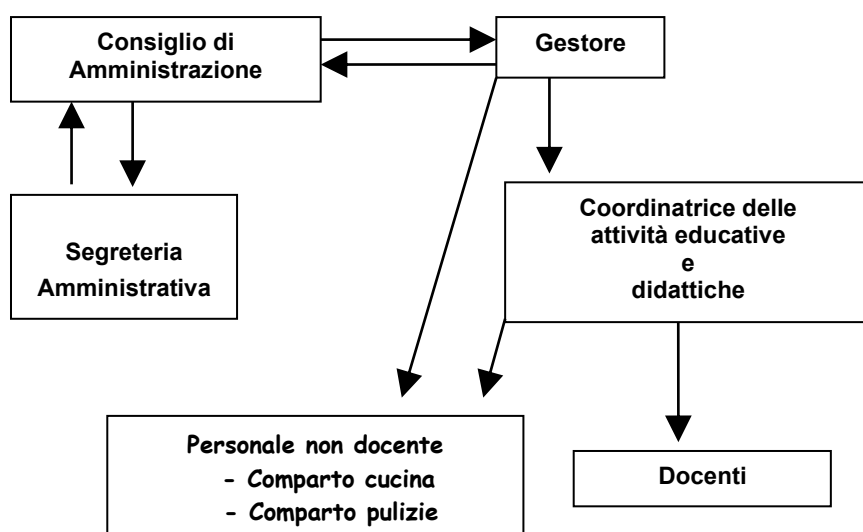 Consiglio di
Amministrazione
Gestore
Segreteria
Amministrativa
Coordinatrice delle
attività educative
e
didattiche
Personale non docente
- Comparto cucina
- Comparto pulizie
Docenti